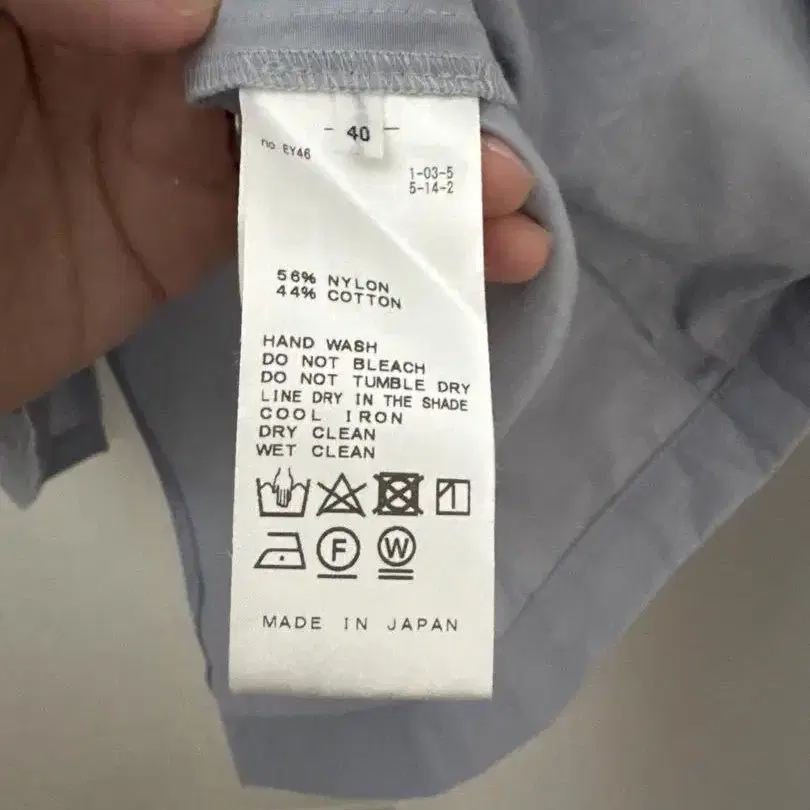 - 40 -
no. EY46
1-03-5
5-14-2
56% NYLON
44% COTTON
HAND WASH
DO NOT BLEACH
DO NOT TUMBLE DRY
LINE DRY IN THE SHADE
COOL IRON
DRY CLEAN
WET CLEAN
F W
MADE IN JAPAN